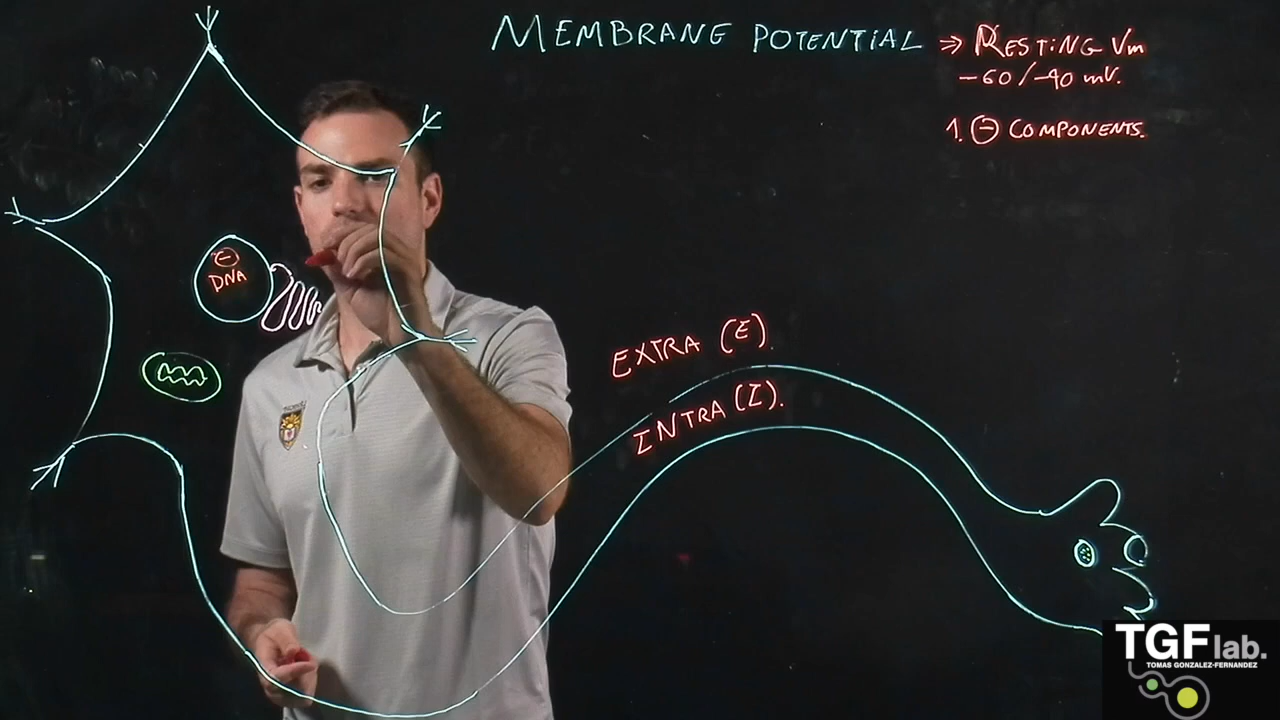 MEMBRANE POTENTIAL => RESTING Vm
-60/-90 mV.
1. ⊖ COMPONENTS.
⊖
DNA
EXTRA (E).
INTRA (I).
TGF lab.
TOMAS GONZALEZ-FERNANDEZ